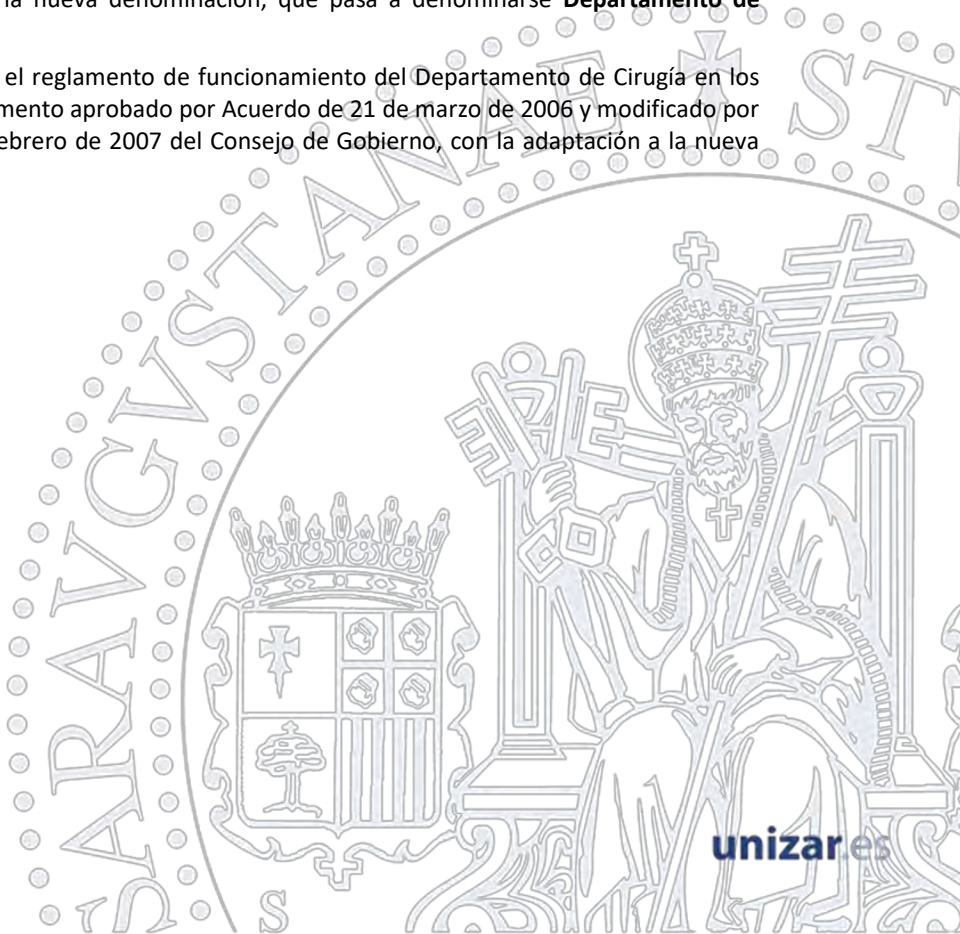 la nueva denominación, que pasa a denominarse Departamento de
el reglamento de funcionamiento del Departamento de Cirugía en los
mento aprobado por Acuerdo de 21 de marzo de 2006 y modificado por
ebrero de 2007 del Consejo de Gobierno, con la adaptación a la nueva
SARAVGVSTANAE ST
S
unizar.es